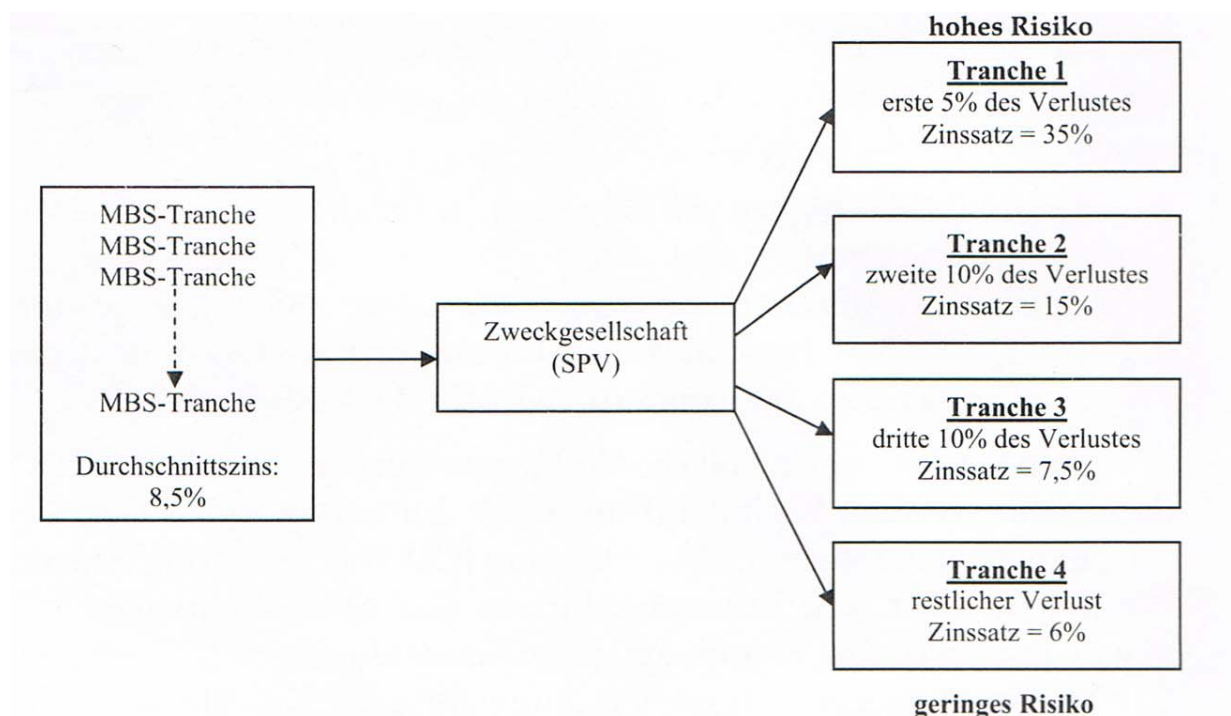 MBS-Tranche
MBS-Tranche
MBS-Tranche
MBS-Tranche
Durchschnittszins:
8,5%
Zweckgesellschaft
(SPV)
hohes Risiko
Tranche 1
erste 5% des Verlustes
Zinssatz = 35%
Tranche 2
zweite 10% des Verlustes
Zinssatz = 15%
Tranche 3
dritte 10% des Verlustes
Zinssatz = 7,5%
Tranche 4
restlicher Verlust
Zinssatz = 6%
geringes Risiko